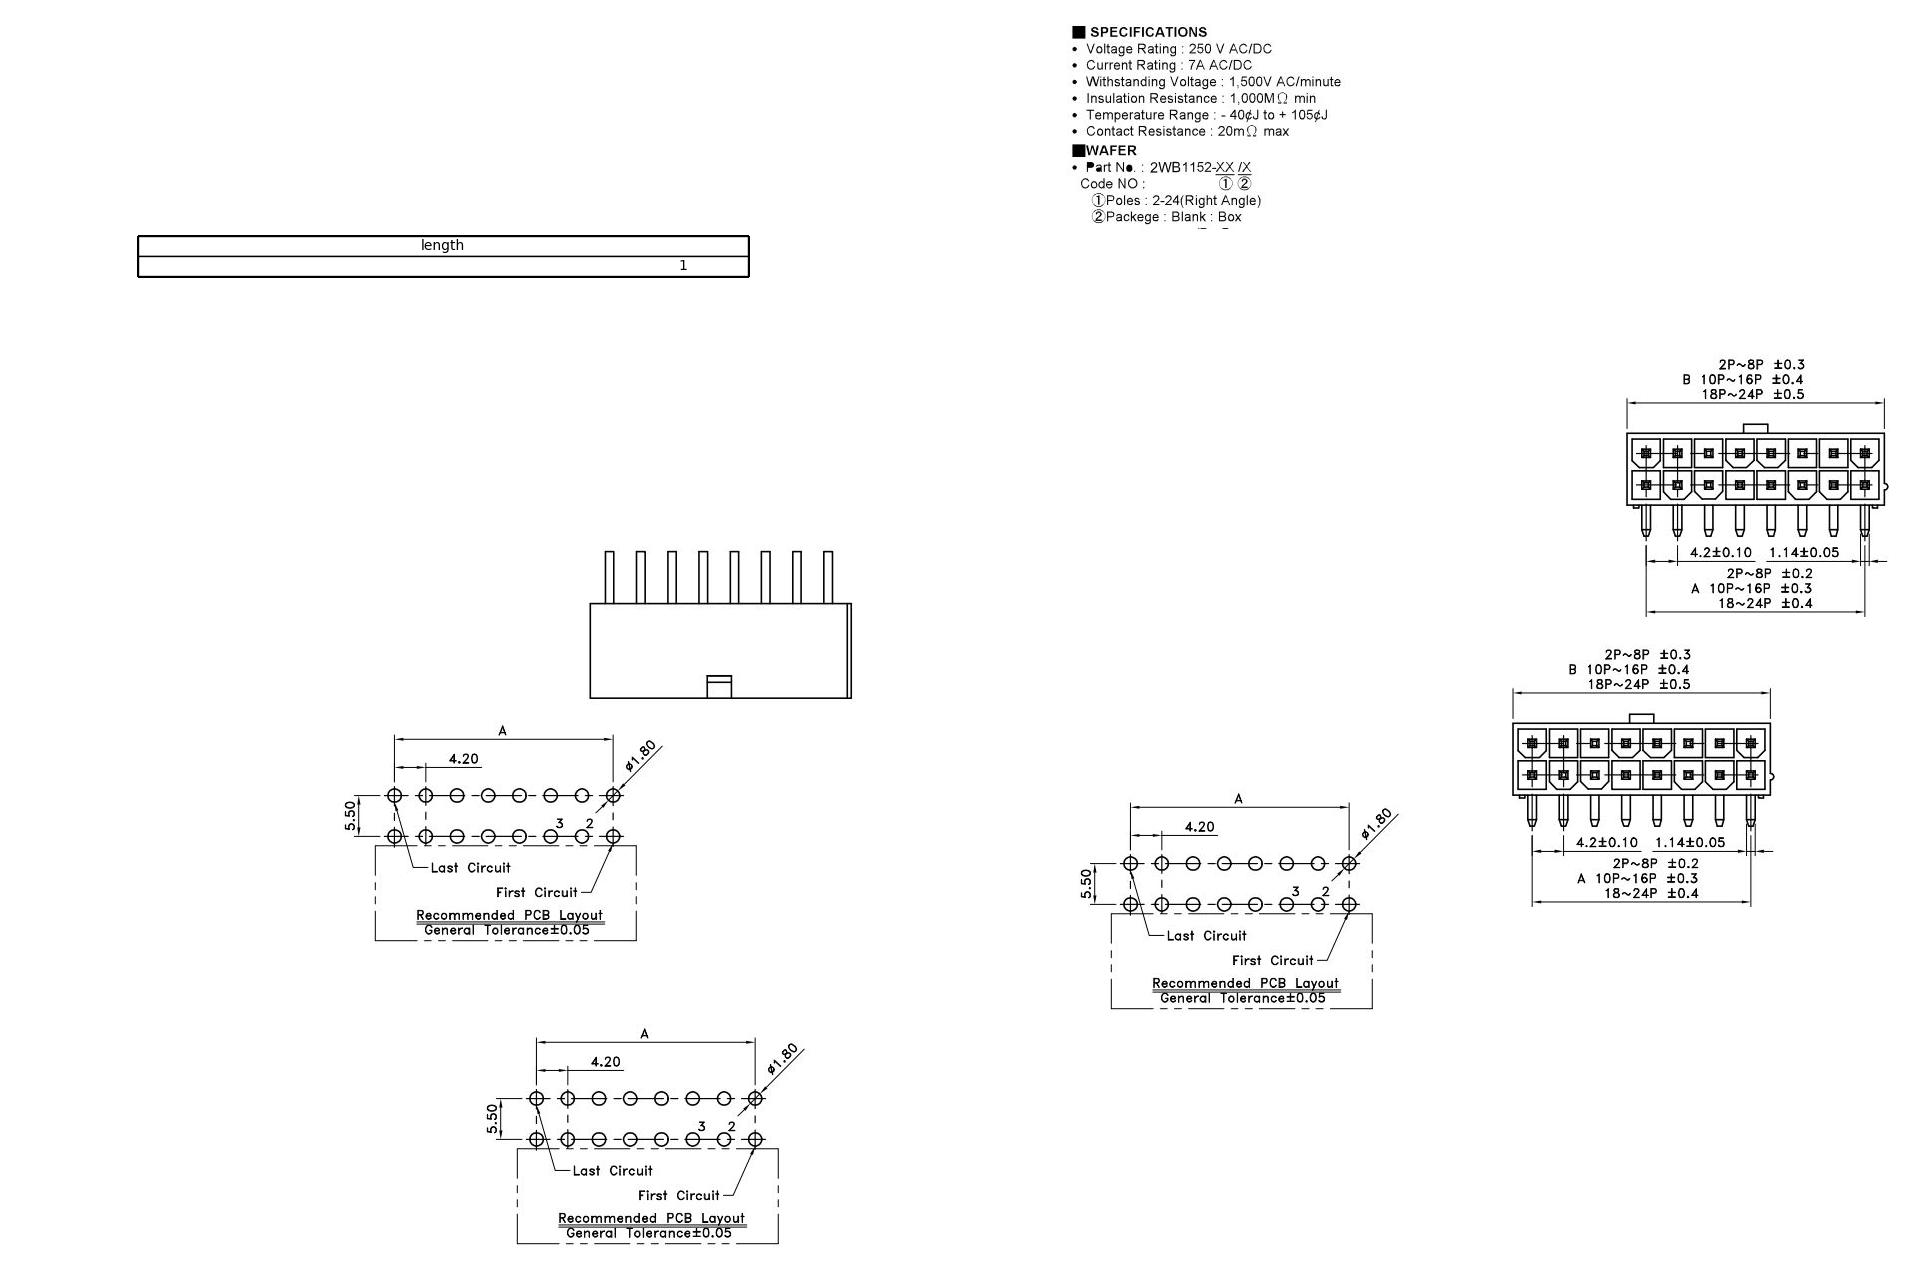 ■ SPECIFICATIONS
• Voltage Rating : 250 V AC/DC
• Current Rating : 7A AC/DC
• Withstanding Voltage : 1,500V AC/minute
• Insulation Resistance : 1,000MΩ min
• Temperature Range : - 40¢J to + 105¢J
• Contact Resistance : 20mΩ max
■WAFER
• Part No. : 2WB1152-XX /X
Code NO : ① ②
①Poles : 2-24(Right Angle)
②Packege : Blank : Box
length
1
2P~8P ±0.3
B 10P~16P ±0.4
18P~24P ±0.5
4.2±0.10 1.14±0.05
2P~8P ±0.2
A 10P~16P ±0.3
18~24P ±0.4
2P~8P ±0.3
B 10P~16P ±0.4
18P~24P ±0.5
4.2±0.10 1.14±0.05
2P~8P ±0.2
A 10P~16P ±0.3
18~24P ±0.4
A
4.20
ø1.80
5.50
3 2
Last Circuit
First Circuit
Recommended PCB Layout
General Tolerance±0.05
A
4.20
ø1.80
5.50
3 2
Last Circuit
First Circuit
Recommended PCB Layout
General Tolerance±0.05
A
4.20
ø1.80
5.50
3 2
Last Circuit
First Circuit
Recommended PCB Layout
General Tolerance±0.05